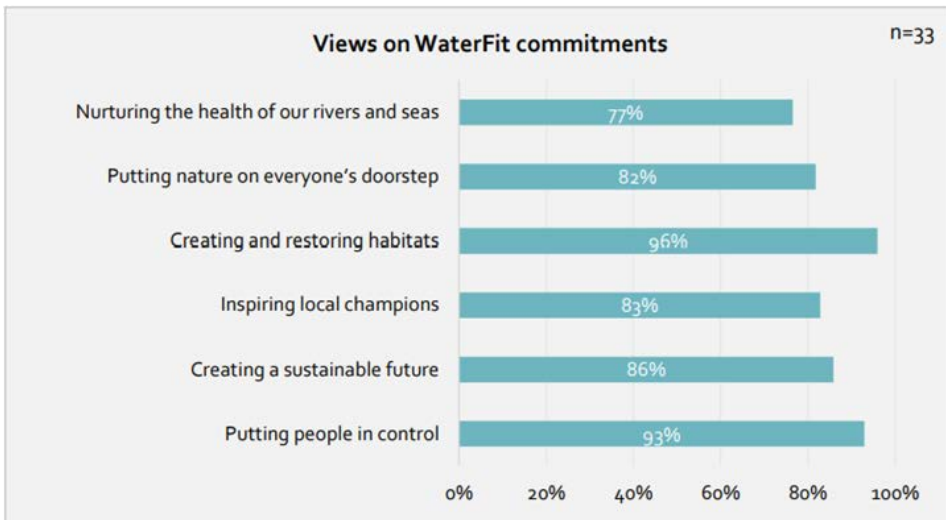 Views on WaterFit commitments
n=33
Nurturing the health of our rivers and seas
77%
Putting nature on everyone’s doorstep
82%
Creating and restoring habitats
96%
Inspiring local champions
83%
Creating a sustainable future
86%
Putting people in control
93%
0% 20% 40% 60% 80% 100%